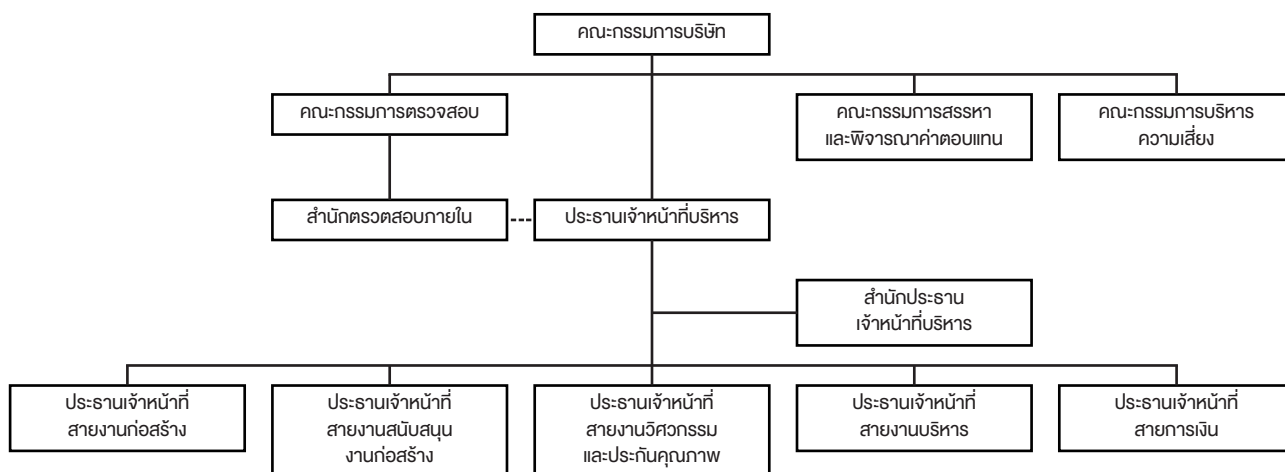 คณะกรรมการบริษัท
คณะกรรมการตรวจสอบ
คณะกรรมการสรรหา
และพิจารณาค่าตอบแทน
คณะกรรมการบริหาร
ความเสี่ยง
สำนักตรวตสอบภายใน
ประธานเจ้าหน้าที่บริหาร
สำนักประธาน
เจ้าหน้าที่บริหาร
ประธานเจ้าหน้าที่
สายงานก่อสร้าง
ประธานเจ้าหน้าที่
สายงานสนับสนุน
งานก่อสร้าง
ประธานเจ้าหน้าที่
สายงานวิศวกรรม
และประกันคุณภาพ
ประธานเจ้าหน้าที่
สายงานบริหาร
ประธานเจ้าหน้าที่
สายการเงิน